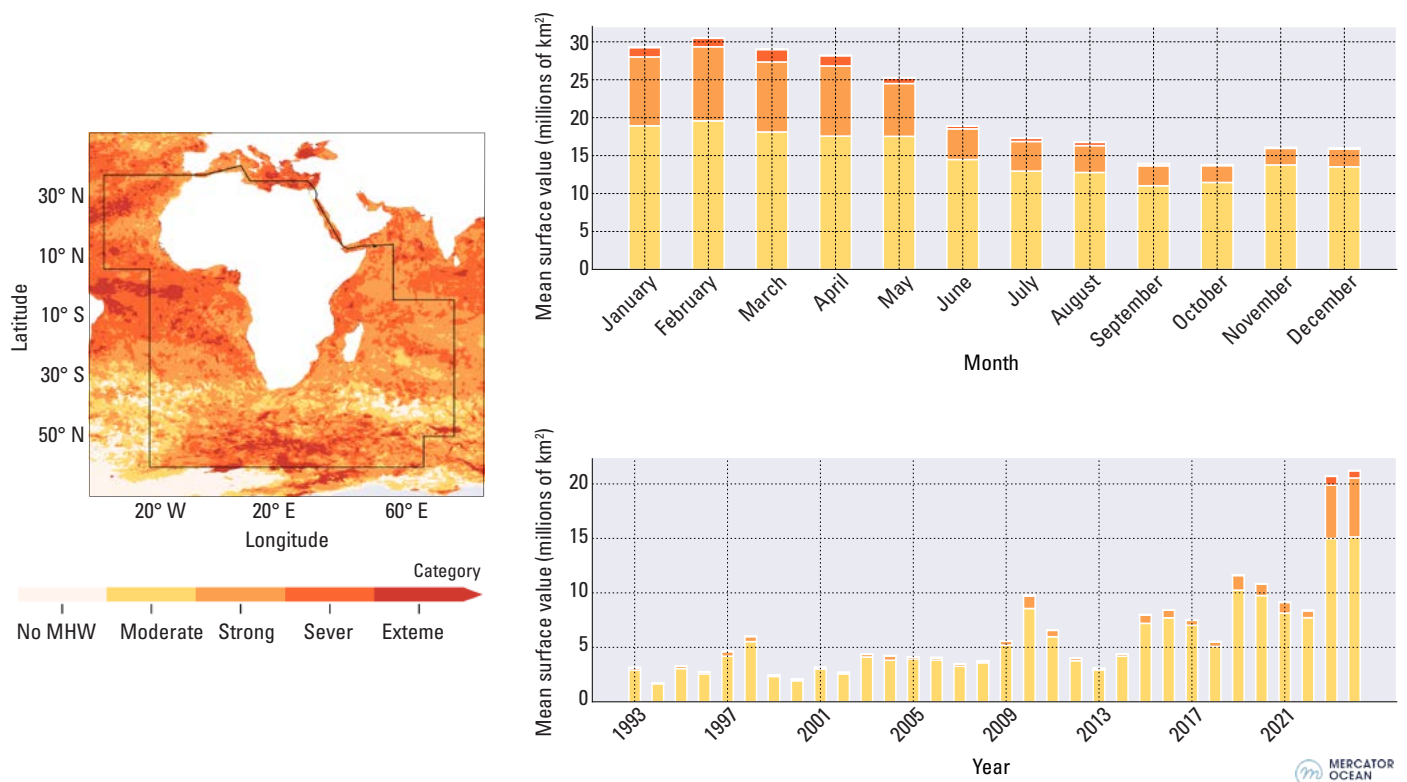 30° N
10° N
10° S
30° S
50° N
Latitude
20° W
20° E
60° E
Longitude
Category
No MHW
Moderate
Strong
Sever
Exteme
Mean surface value (millions of km²)
30
25
20
15
10
5
0
January
February
March
April
May
June
July
August
September
October
November
December
Month
Mean surface value (millions of km²)
20
15
10
5
0
1993
1997
2001
2005
2009
2013
2017
2021
Year
MERCATOR
OCEAN